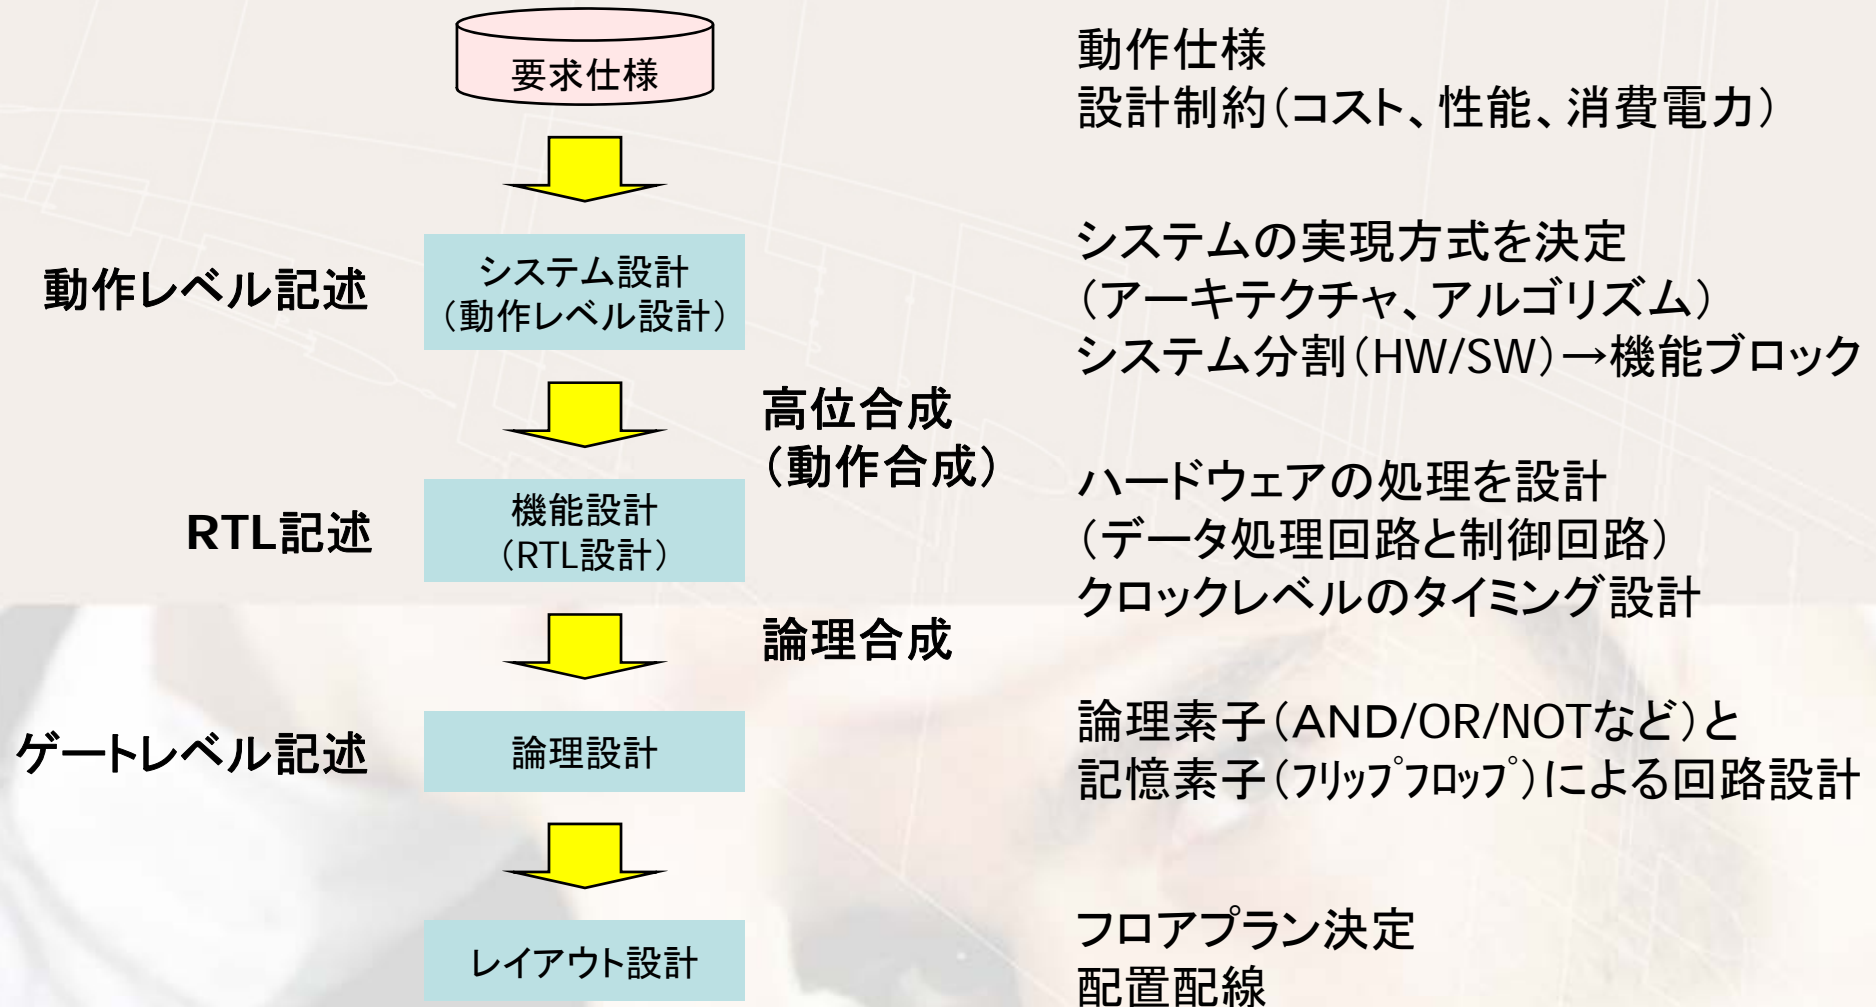 要求仕様
動作仕様
設計制約（コスト、性能、消費電力）
動作レベル記述
システム設計
（動作レベル設計）
システムの実現方式を決定
（アーキテクチャ、アルゴリズム）
システム分割（HW/SW）→機能ブロック
高位合成
（動作合成）
RTL記述
機能設計
（RTL設計）
ハードウェアの処理を設計
（データ処理回路と制御回路）
クロックレベルのタイミング設計
論理合成
ゲートレベル記述
論理設計
論理素子（AND/OR/NOTなど）と
記憶素子（ﾌﾘｯﾌﾟﾌﾛｯﾌﾟ）による回路設計
レイアウト設計
フロアプラン決定
配置配線